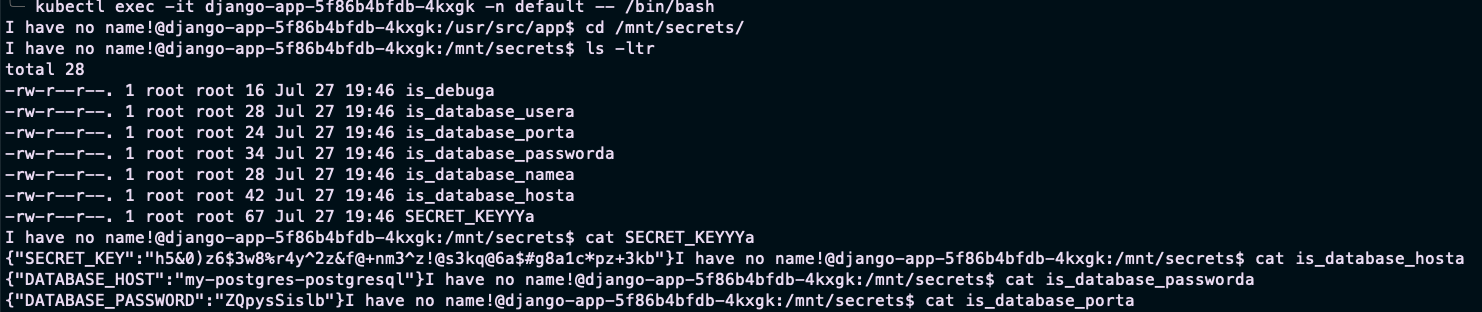 kubectl exec -it django-app-5f86b4bfdb-4kxgk -n default -- /bin/bash
I have no name!@django-app-5f86b4bfdb-4kxgk:/usr/src/app$ cd /mnt/secrets/
I have no name!@django-app-5f86b4bfdb-4kxgk:/mnt/secrets$ ls -ltr
total 28
-rw-r--r--. 1 root root 16 Jul 27 19:46 is_debuga
-rw-r--r--. 1 root root 28 Jul 27 19:46 is_database_usera
-rw-r--r--. 1 root root 24 Jul 27 19:46 is_database_porta
-rw-r--r--. 1 root root 34 Jul 27 19:46 is_database_passworda
-rw-r--r--. 1 root root 28 Jul 27 19:46 is_database_namea
-rw-r--r--. 1 root root 42 Jul 27 19:46 is_database_hosta
-rw-r--r--. 1 root root 67 Jul 27 19:46 SECRET_KEYYYa
I have no name!@django-app-5f86b4bfdb-4kxgk:/mnt/secrets$ cat SECRET_KEYYYa
{"SECRET_KEY":"h5&0)z6$3w8%r4y^2z&f@+nm3^z!@s3kq@6a$#g8a1c*pz+3kb"}I have no name!@django-app-5f86b4bfdb-4kxgk:/mnt/secrets$ cat is_database_hosta
{"DATABASE_HOST":"my-postgres-postgresql"}I have no name!@django-app-5f86b4bfdb-4kxgk:/mnt/secrets$ cat is_database_passworda
{"DATABASE_PASSWORD":"ZQpysSislb"}I have no name!@django-app-5f86b4bfdb-4kxgk:/mnt/secrets$ cat is_database_porta